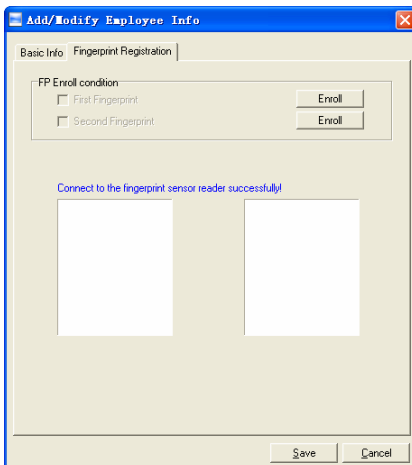 Add/Modify Employee Info
Basic Info Fingerprint Registration
FP Enroll condition
First Fingerprint Enroll
Second Fingerprint Enroll
Connect to the fingerprint sensor reader successfully!
Save Cancel